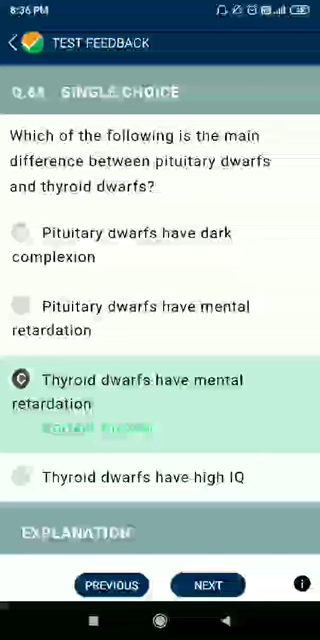 8:36 PM
TEST FEEDBACK
SINGLE CHOICE
Which of the following is the main
difference between pituitary dwarfs
and thyroid dwarfs?
Pituitary dwarfs have dark
complexion
Pituitary dwarfs have mental
retardation
C Thyroid dwarfs have mental
retardation
Thyroid dwarfs have high IQ
EXPLANATION
PREVIOUS NEXT